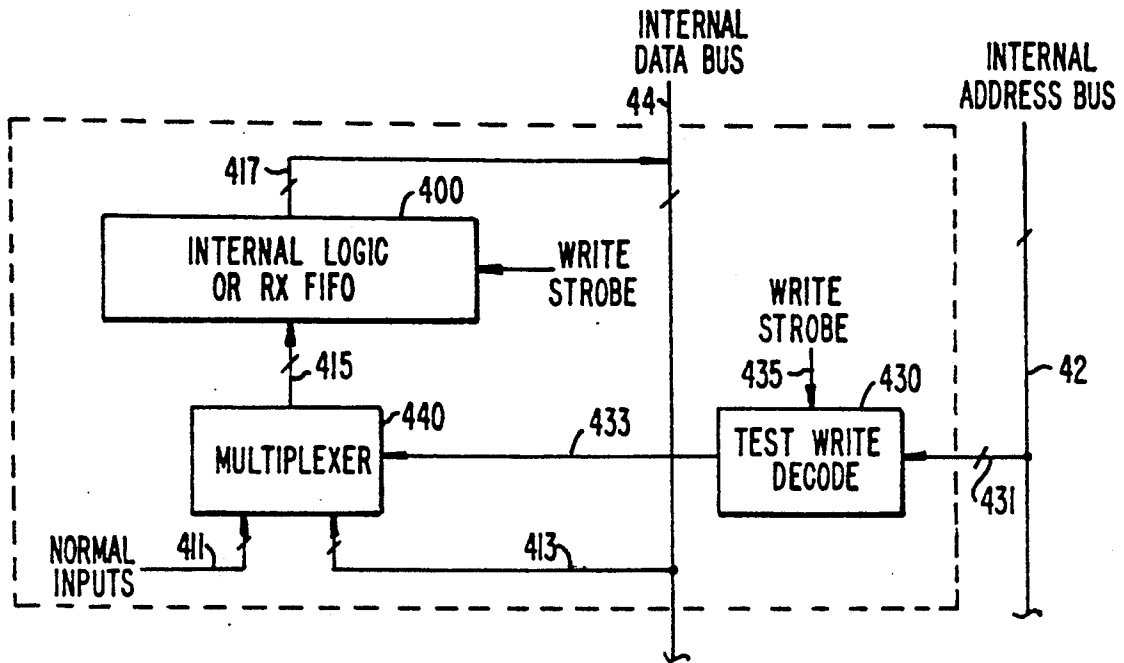 INTERNAL
DATA BUS
44
INTERNAL
ADDRESS BUS
417
400
INTERNAL LOGIC
OR RX FIFO
WRITE
STROBE
WRITE
STROBE
415
435
430
42
440
MULTIPLEXER
433
TEST WRITE
DECODE
431
NORMAL
INPUTS
411
413